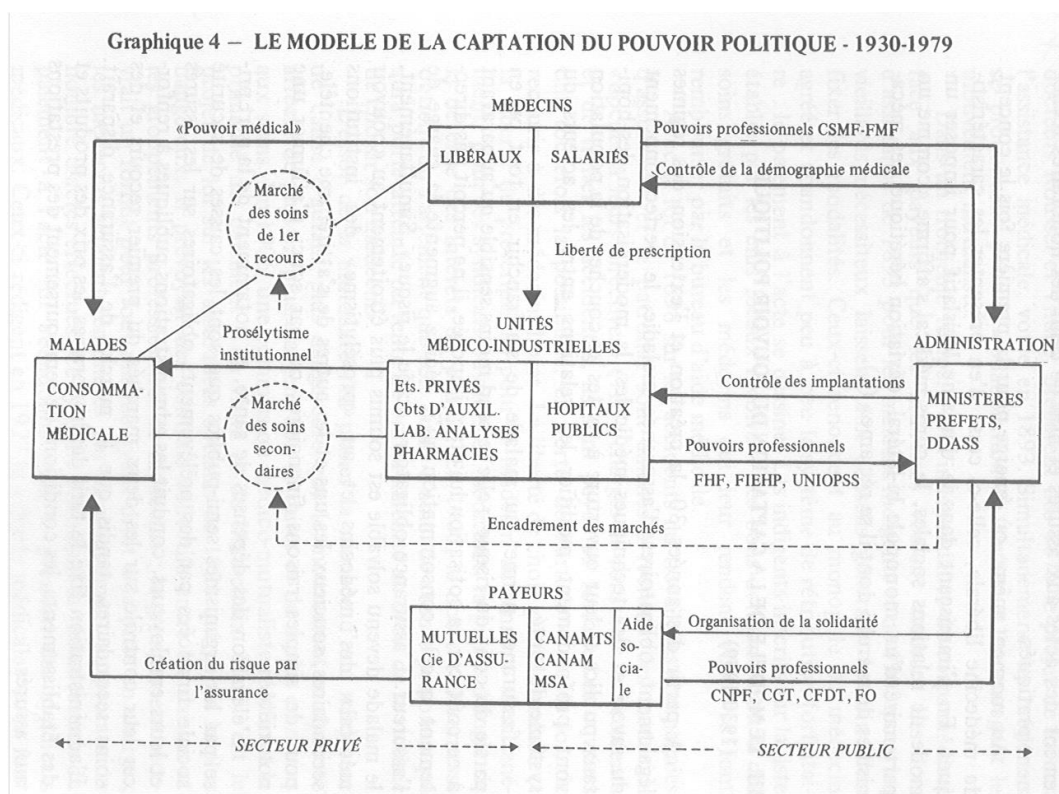 Graphique 4 — LE MODELE DE LA CAPTATION DU POUVOIR POLITIQUE - 1930-1979
MÉDECINS
«Pouvoir médical»
LIBÉRAUX
SALARIÉS
Pouvoirs professionnels CSMF-FMF
Contrôle de la démographie médicale
Marché
des soins
de 1er
recours
Liberté de prescription
Prosélytisme
institutionnel
UNITÉS
MÉDICO-INDUSTRIELLES
MALADES
CONSOMMA-
TION
MÉDICALE
ADMINISTRATION
MINISTERES
PREFETS,
DDASS
Marché
des soins
secon-
daires
Ets. PRIVÉS
Cbts D'AUXIL.
LAB. ANALYSES
PHARMACIES
HOPITAUX
PUBLICS
Contrôle des implantations
Pouvoirs professionnels
FHF, FIEHP, UNIOPSS
Encadrement des marchés
PAYEURS
MUTUELLES
Cie D'ASSU-
RANCE
CANAMTS
CANAM
MSA
Aide
so-
cia-
le
Organisation de la solidarité
Pouvoirs professionnels
CNPF, CGT, CFDT, FO
Création du risque par
l'assurance
SECTEUR PRIVÉ
SECTEUR PUBLIC